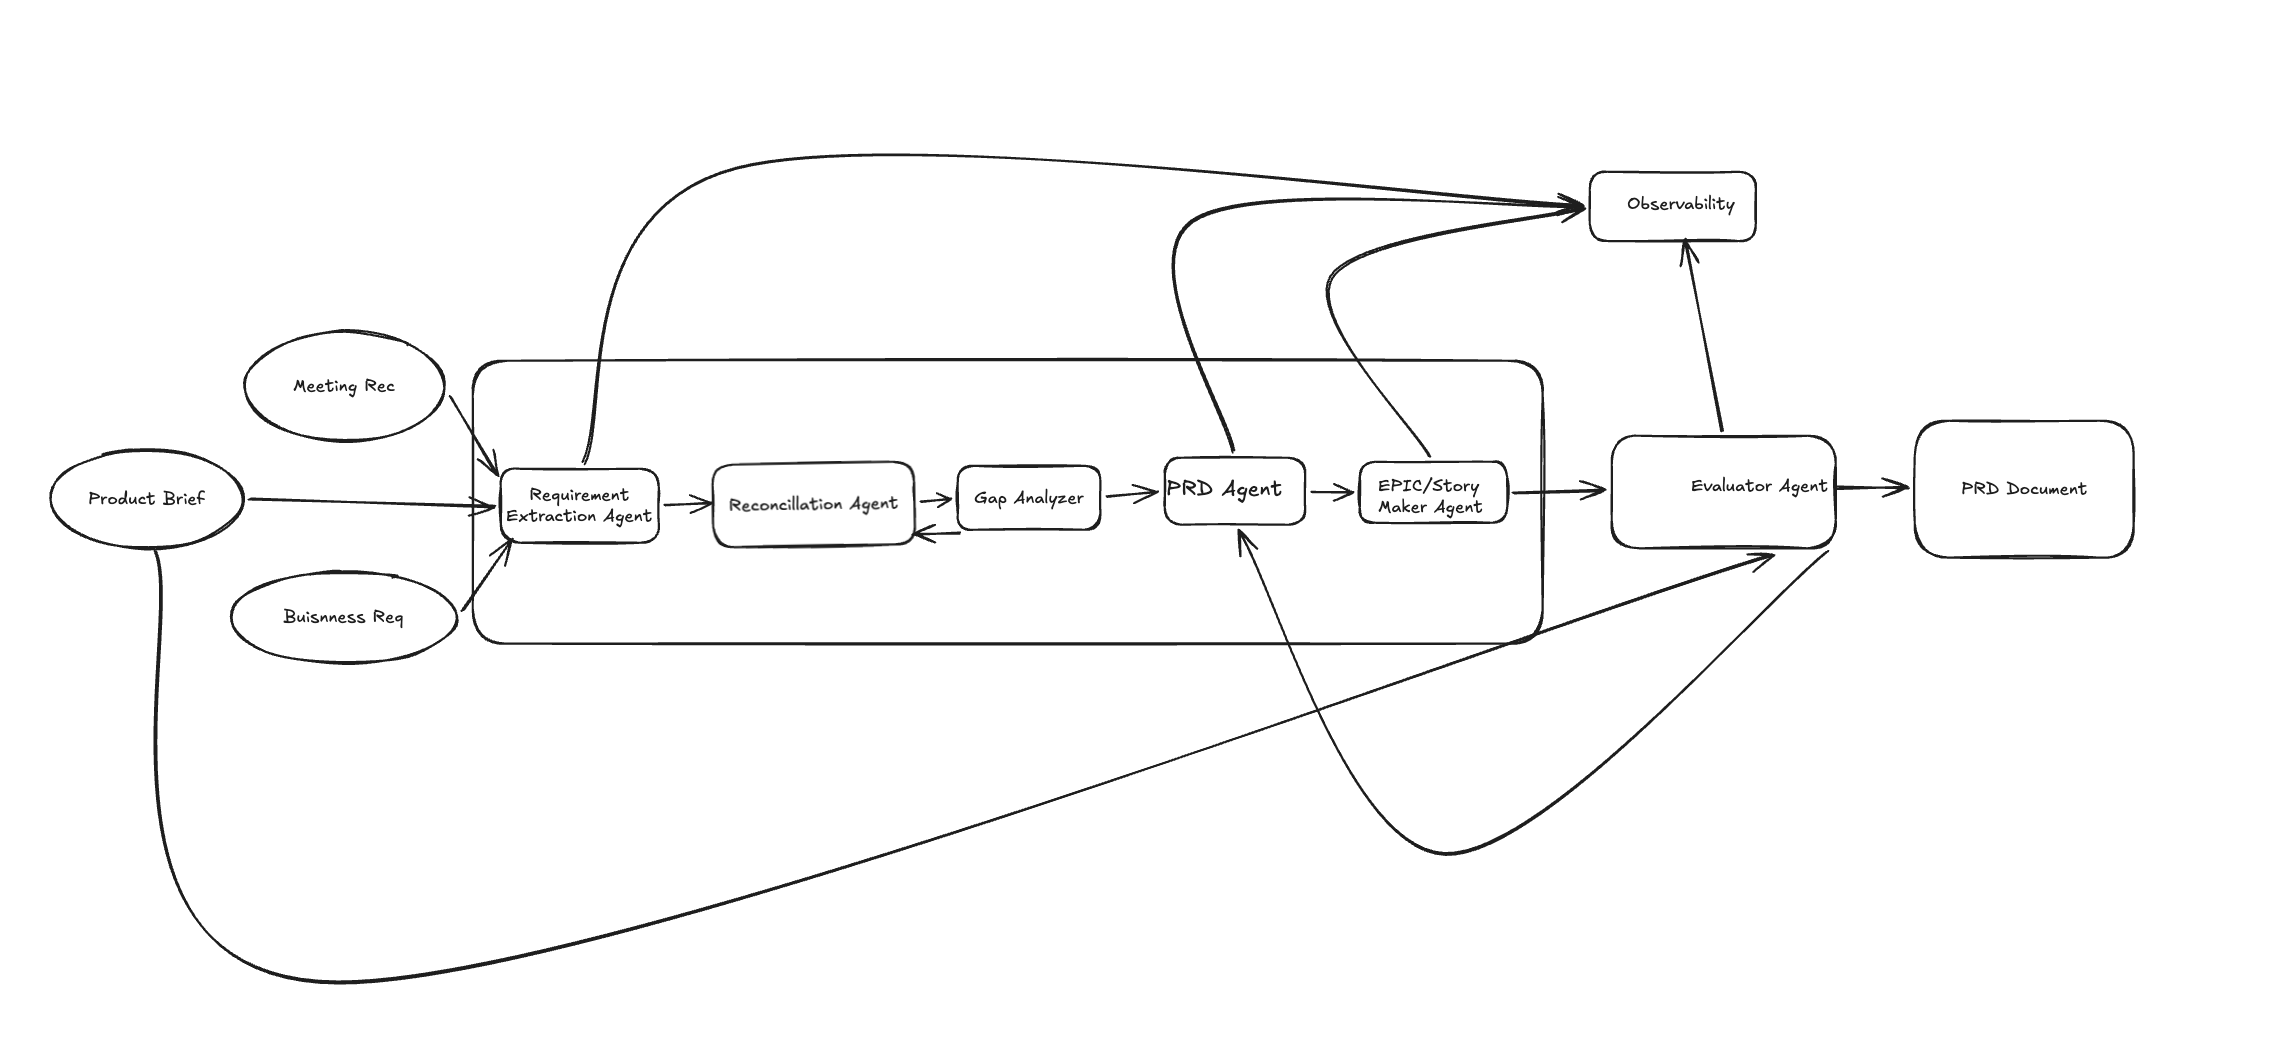 Observability
Meeting Rec
Product Brief
Buisnness Req
Requirement
Extraction Agent
Reconcillation Agent
Gap Analyzer
PRD Agent
EPIC/Story
Maker Agent
Evaluator Agent
PRD Document